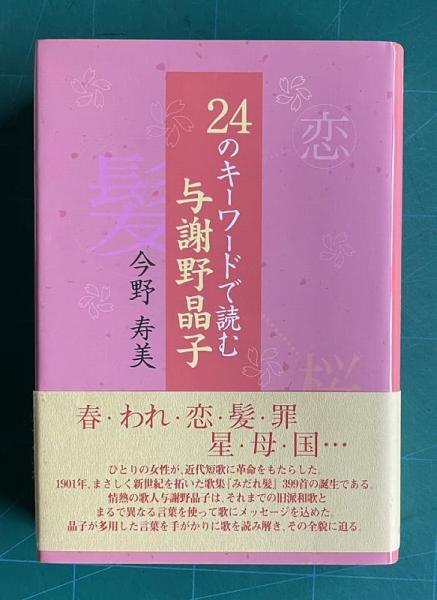 24のキーワードで読む
与謝野晶子
今野 寿美
恋
髪
桜
春・われ・恋・髪・罪
星・母・国…
ひとりの女性が、近代短歌に革命をもたらした。
1901年、まさしく新世紀を拓いた歌集『みだれ髪』399首の誕生である。
情熱の歌人与謝野晶子は、それまでの旧派和歌と
まるで異なる言葉を使って歌にメッセージを込めた。
晶子が多用した言葉を手がかりに歌を読み解き、その全貌に迫る。